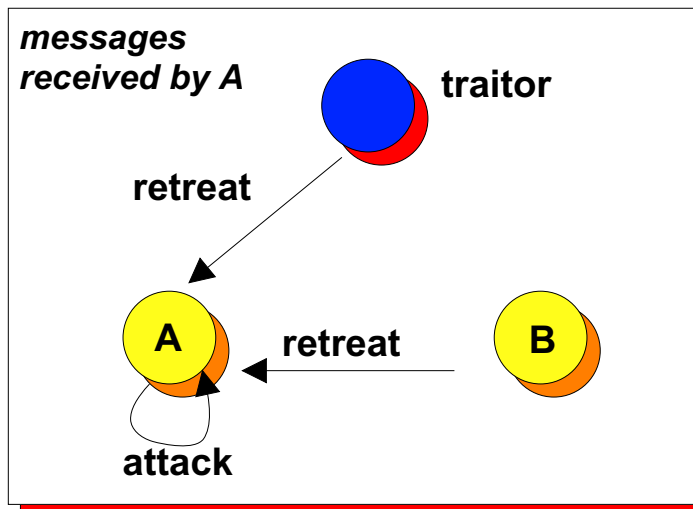 messages
received by A
traitor
retreat
A
retreat
B
attack